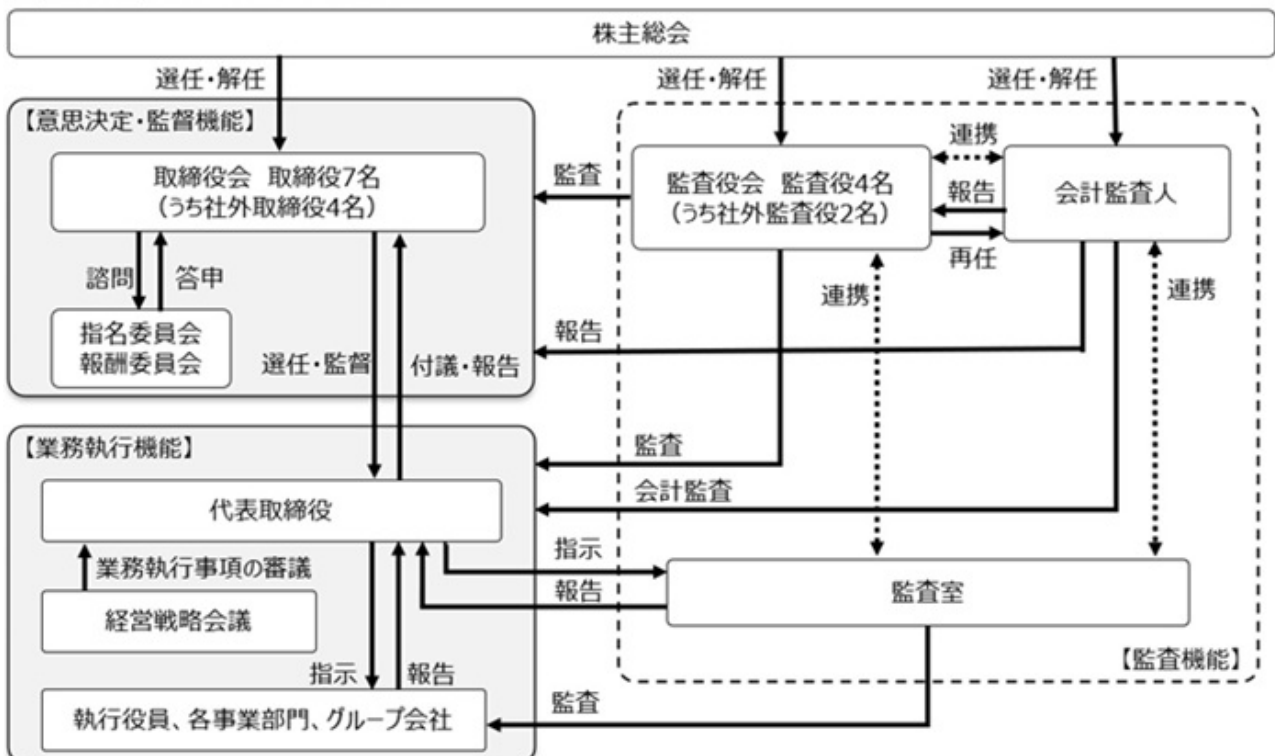 株主総会
選任・解任
選任・解任
選任・解任
【意思決定・監督機能】
取締役会 取締役7名
（うち社外取締役4名）
監査
監査役会 監査役4名
（うち社外監査役2名）
連携
報告
再任
会計監査人
諮問
答申
連携
連携
指名委員会
報酬委員会
報告
選任・監督
付議・報告
【業務執行機能】
監査
代表取締役
会計監査
業務執行事項の審議
指示
報告
監査室
経営戦略会議
【監査機能】
指示
報告
監査
執行役員、各事業部門、グループ会社